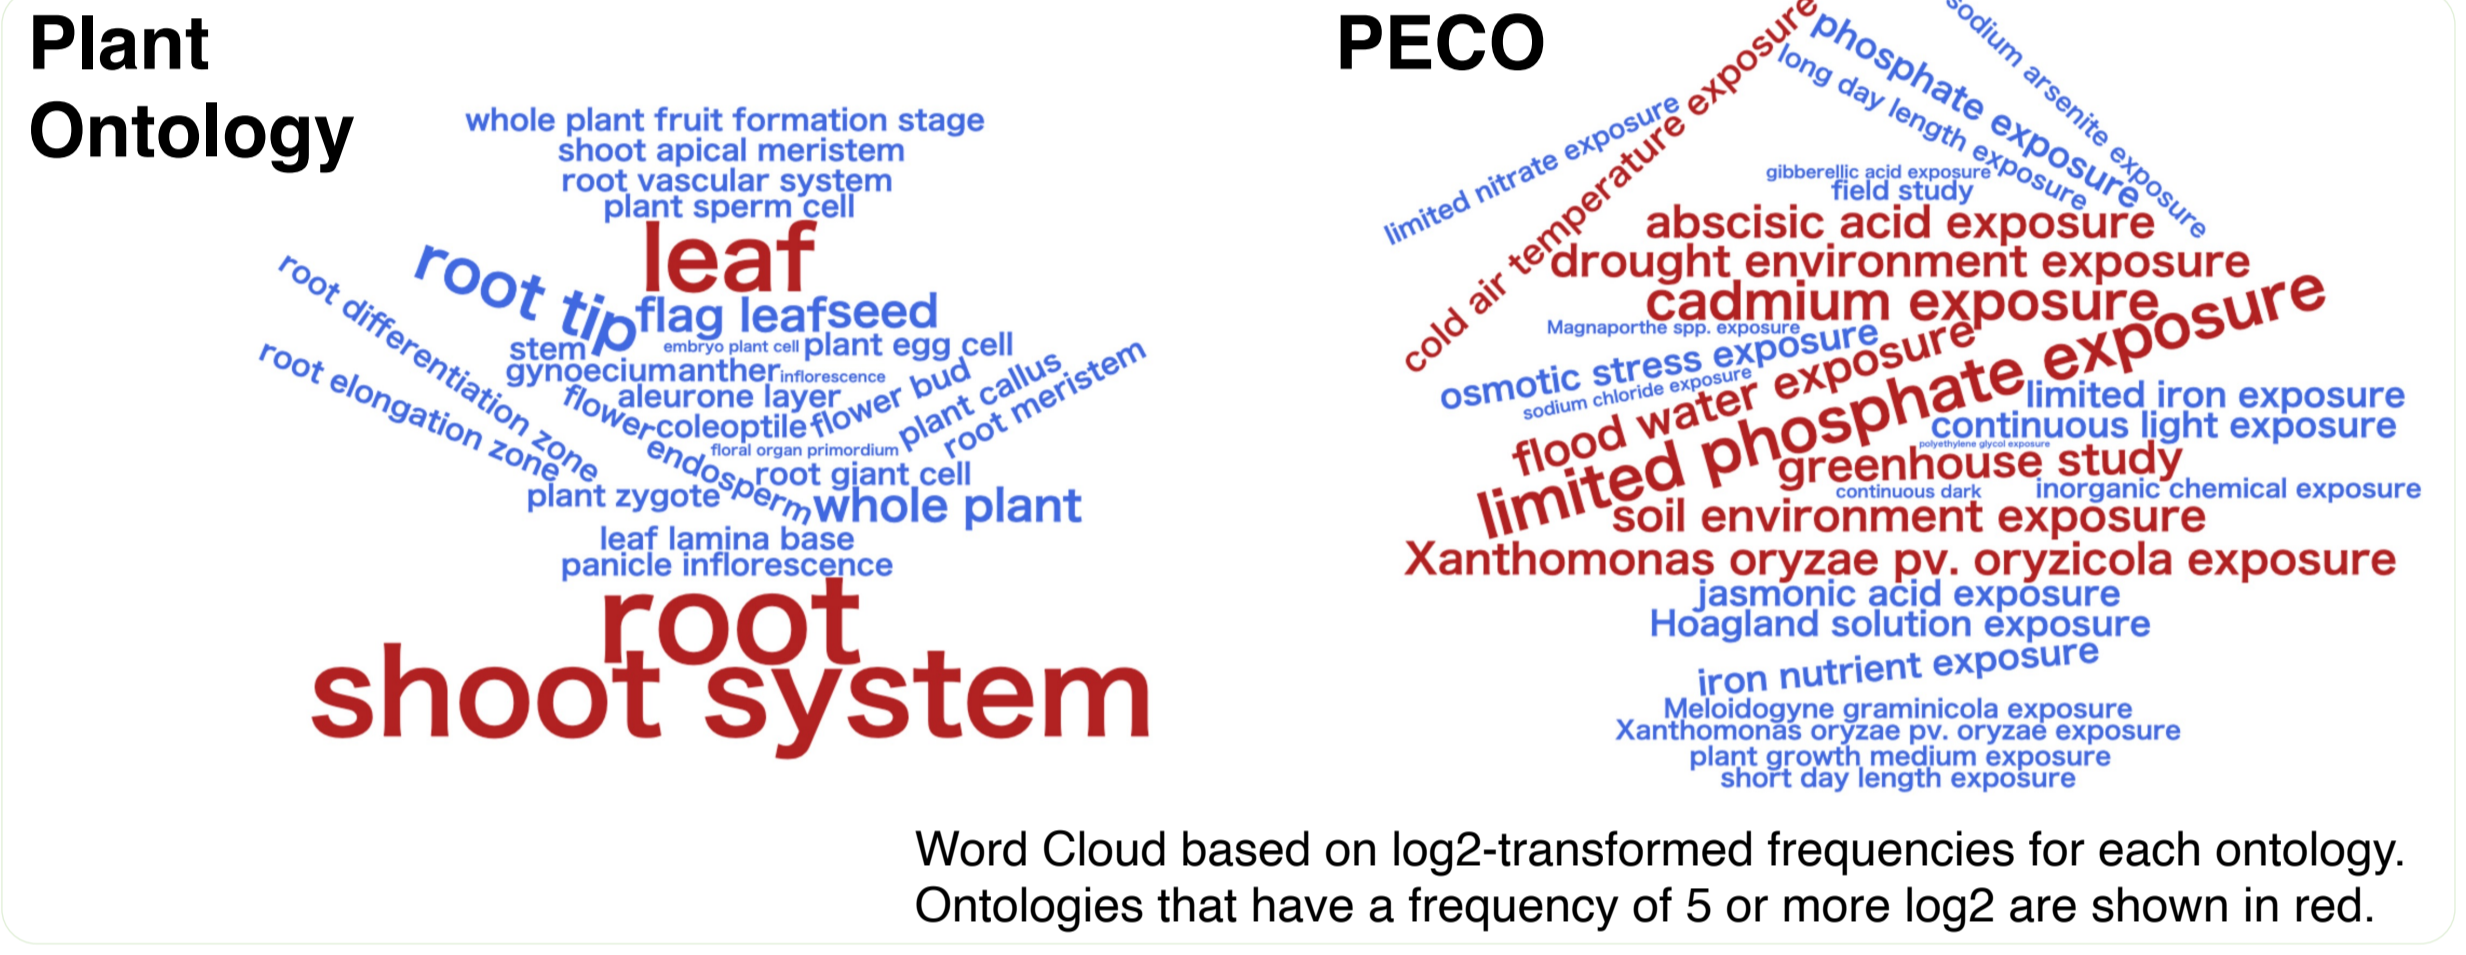 Plant
Ontology
whole plant fruit formation stage
shoot apical meristem
root vascular system
plant sperm cell
leaf
root tip
flag leaf
seed
root differentiation zone
root elongation zone
stem
embryo plant cell
plant egg cell
gynoecium
anther
inflorescence
aleurone layer
flower
coleoptile
flower bud
plant callus
root meristem
floral organ primordium
endosperm
root giant cell
plant zygote
whole plant
leaf lamina base
panicle inflorescence
root
shoot system
PECO
sodium arsenite exposure
phosphate exposure
long day length exposure
limited nitrate exposure
cold air temperature exposure
gibberellic acid exposure
field study
abscisic acid exposure
drought environment exposure
cadmium exposure
Magnaporthe spp. exposure
osmotic stress exposure
sodium chloride exposure
flood water exposure
limited phosphate exposure
limited iron exposure
continuous light exposure
polyethylene glycol exposure
greenhouse study
continuous dark
inorganic chemical exposure
soil environment exposure
Xanthomonas oryzae pv. oryzicola exposure
jasmonic acid exposure
Hoagland solution exposure
iron nutrient exposure
Meloidogyne graminicola exposure
Xanthomonas oryzae pv. oryzae exposure
plant growth medium exposure
short day length exposure
Word Cloud based on log2-transformed frequencies for each ontology.
Ontologies that have a frequency of 5 or more log2 are shown in red.